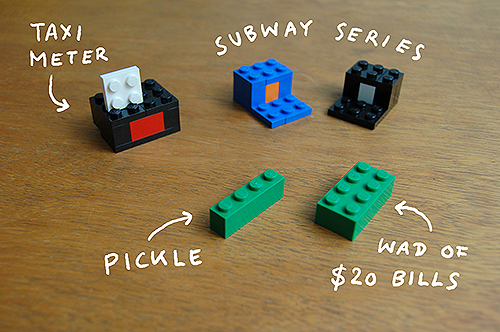 TAXI
METER
SUBWAY SERIES
PICKLE
WAD OF
$20 BILLS